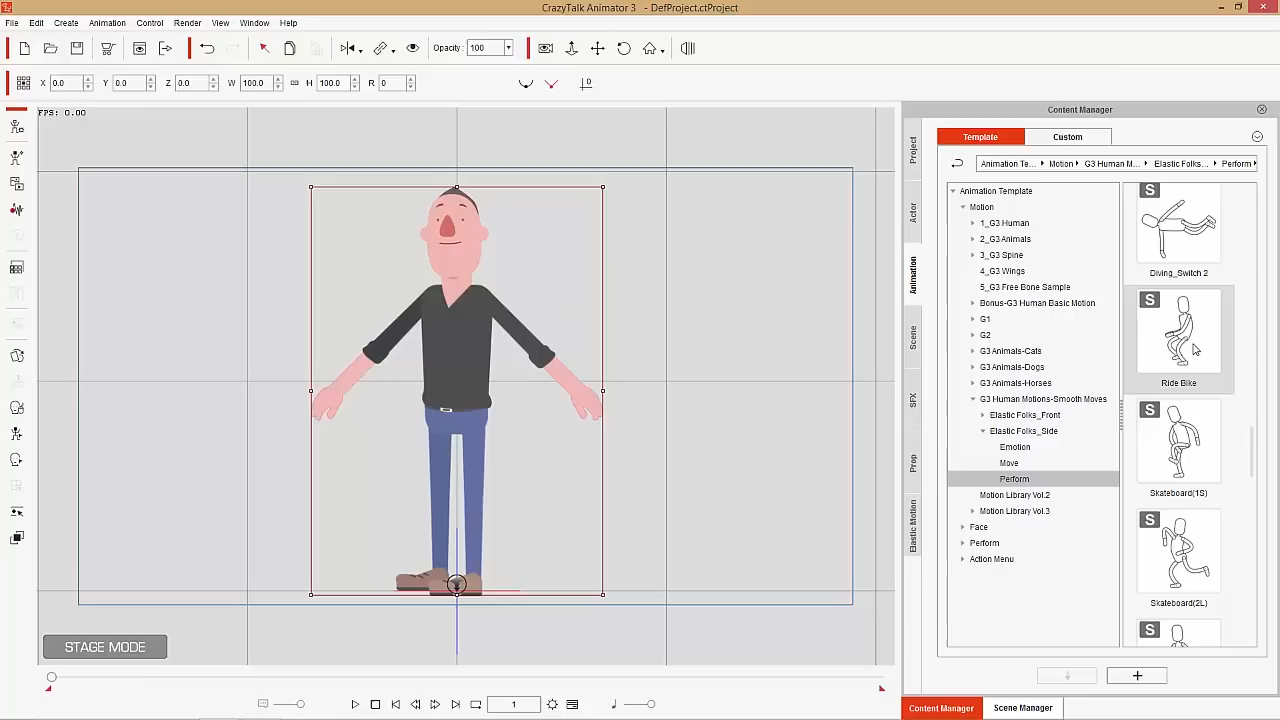 CrazyTalk Animator 3 - DefProject.ctProject
File Edit Create Animation Control Render View Window Help
Opacity : 100
X 0.0 Y 0.0 Z 0.0 W 100.0 H 100.0 R 0
FPS: 0.00
STAGE MODE
1
Content Manager
Template Custom
Animation Te... Motion G3 Human M... Elastic Folks... Perform
Project
Actor
Animation
Scene
SFX
Prop
Elastic Motion
Animation Template
Motion
1_G3 Human
2_G3 Animals
3_G3 Spine
4_G3 Wings
5_G3 Free Bone Sample
Bonus-G3 Human Basic Motion
G1
G2
G3 Animals-Cats
G3 Animals-Dogs
G3 Animals-Horses
G3 Human Motions-Smooth Moves
Elastic Folks_Front
Elastic Folks_Side
Emotion
Move
Perform
Motion Library Vol.2
Motion Library Vol.3
Face
Perform
Action Menu
S
Diving_Switch 2
S
Ride Bike
S
Skateboard(1S)
S
Skateboard(2L)
S
Content Manager Scene Manager